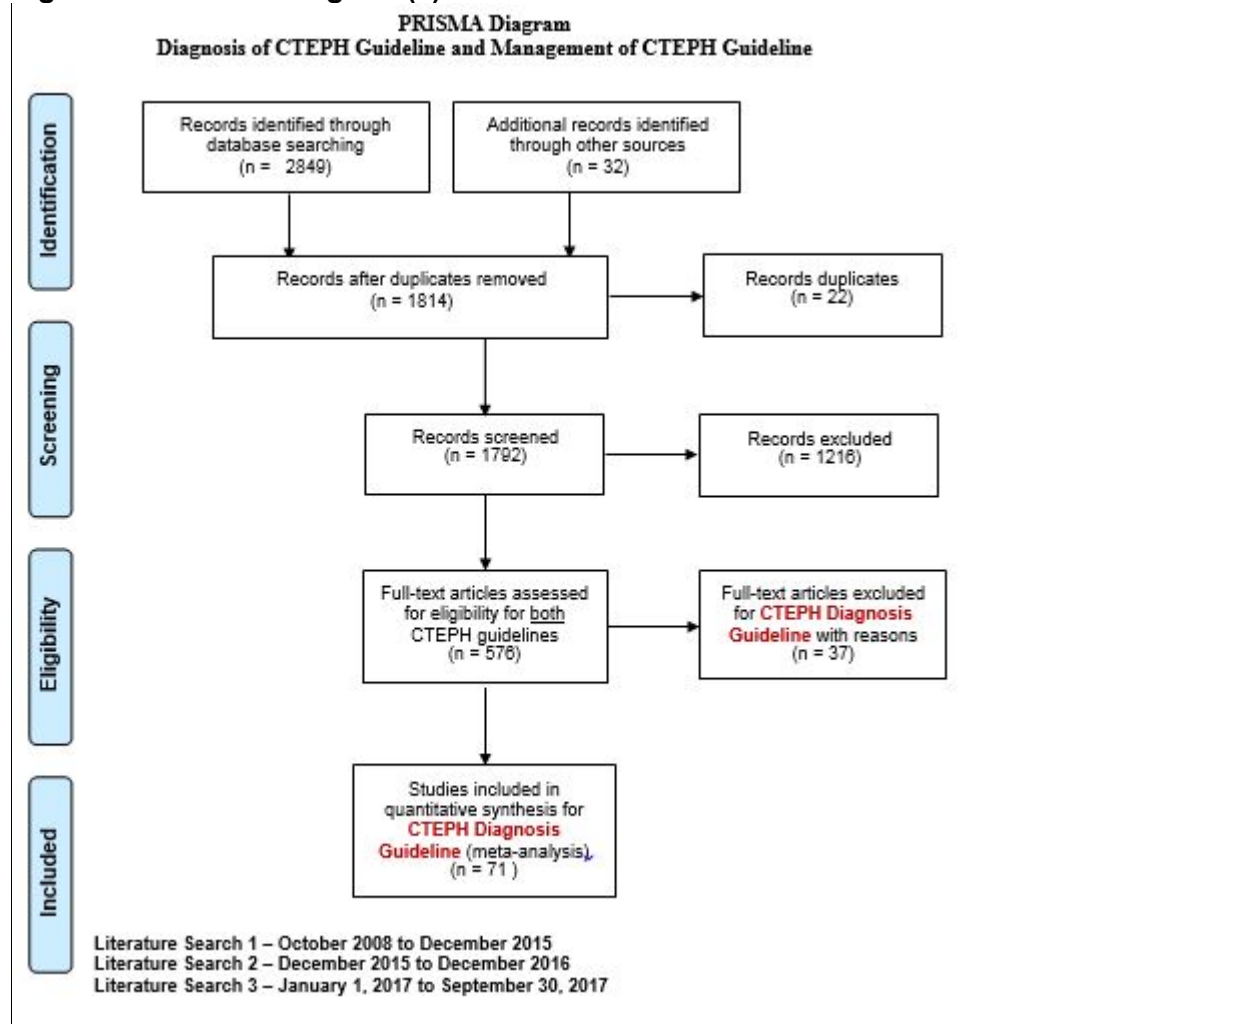 PRISMA Diagram
Diagnosis of CTEPH Guideline and Management of CTEPH Guideline
Identification
Records identified through
database searching
(n = 2849)
Additional records identified
through other sources
(n = 32)
Records after duplicates removed
(n = 1814)
Records duplicates
(n = 22)
Screening
Records screened
(n = 1792)
Records excluded
(n = 1216)
Eligibility
Full-text articles assessed
for eligibility for both
CTEPH guidelines
(n = 576)
Full-text articles excluded
for CTEPH Diagnosis
Guideline with reasons
(n = 37)
Included
Studies included in
quantitative synthesis for
CTEPH Diagnosis
Guideline (meta-analysis)
(n = 71 )
Literature Search 1 – October 2008 to December 2015
Literature Search 2 – December 2015 to December 2016
Literature Search 3 – January 1, 2017 to September 30, 2017